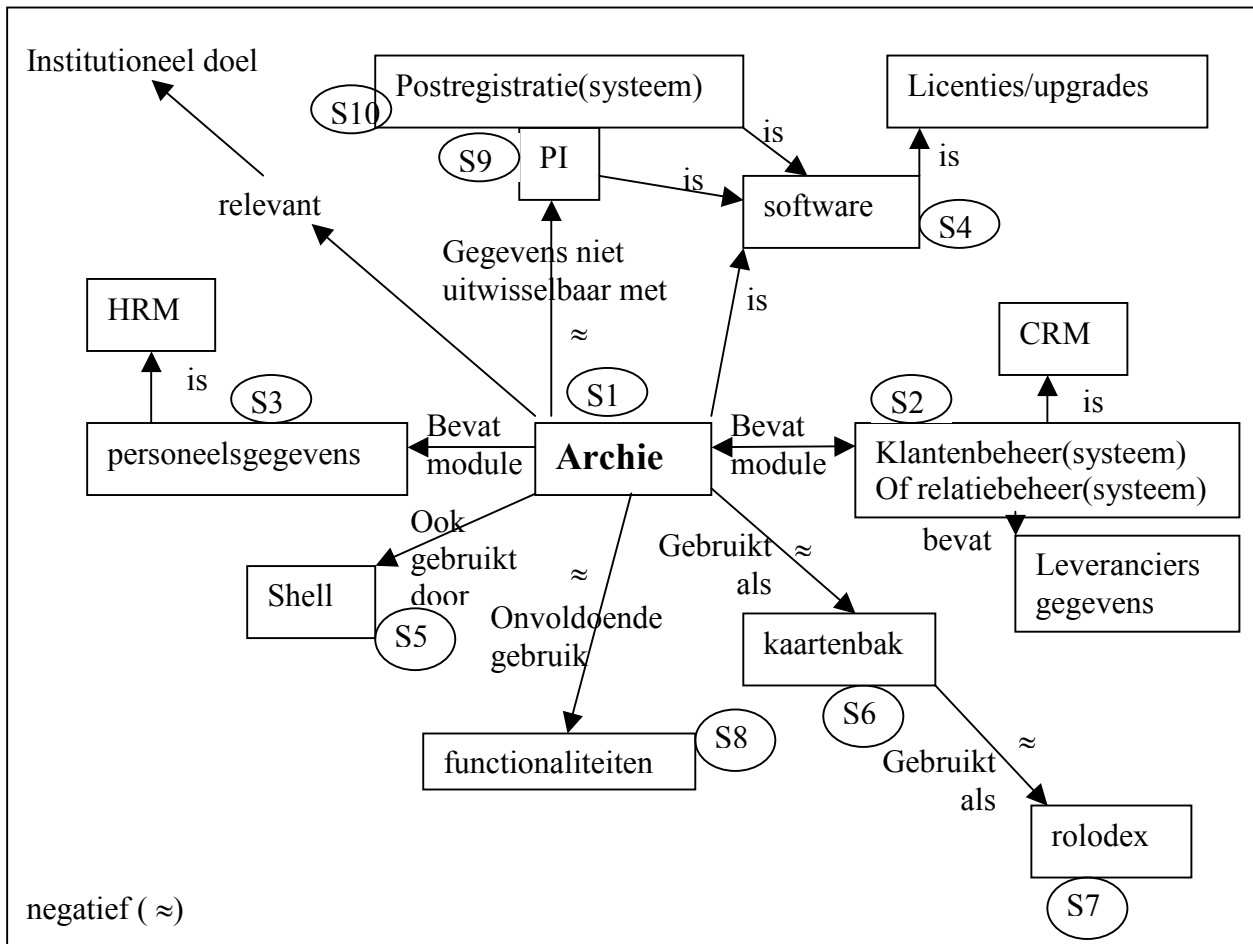 Institutioneel doel
Postregistratie(systeem)
S10
Licenties/upgrades
is
S9
PI
is
is
software
S4
relevant
Gegevens niet
uitwisselbaar met
≈
is
HRM
is
CRM
is
S3
S1
S2
personeelsgegevens
Bevat
module
Archie
Bevat
module
Klantenbeheer(systeem)
Of relatiebeheer(systeem)
bevat
Leveranciers
gegevens
Ook
gebruikt
door
Shell
S5
≈
Onvoldoende
gebruik
Gebruikt
als
≈
kaartenbak
S6
functionaliteiten
S8
Gebruikt
als
≈
rolodex
S7
negatief ( ≈)